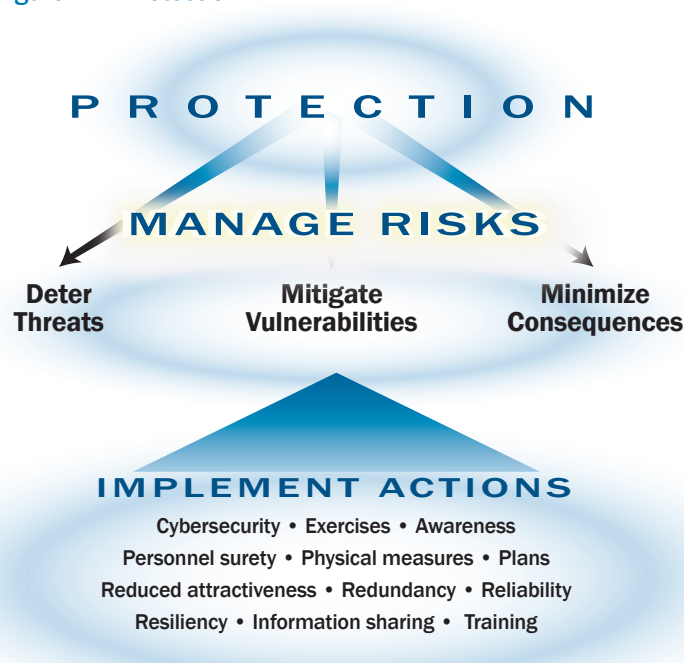 PROTECTION
MANAGE RISKS
Deter
Threats
Mitigate
Vulnerabilities
Minimize
Consequences
IMPLEMENT ACTIONS
Cybersecurity • Exercises • Awareness
Personnel surety • Physical measures • Plans
Reduced attractiveness • Redundancy • Reliability
Resiliency • Information sharing • Training